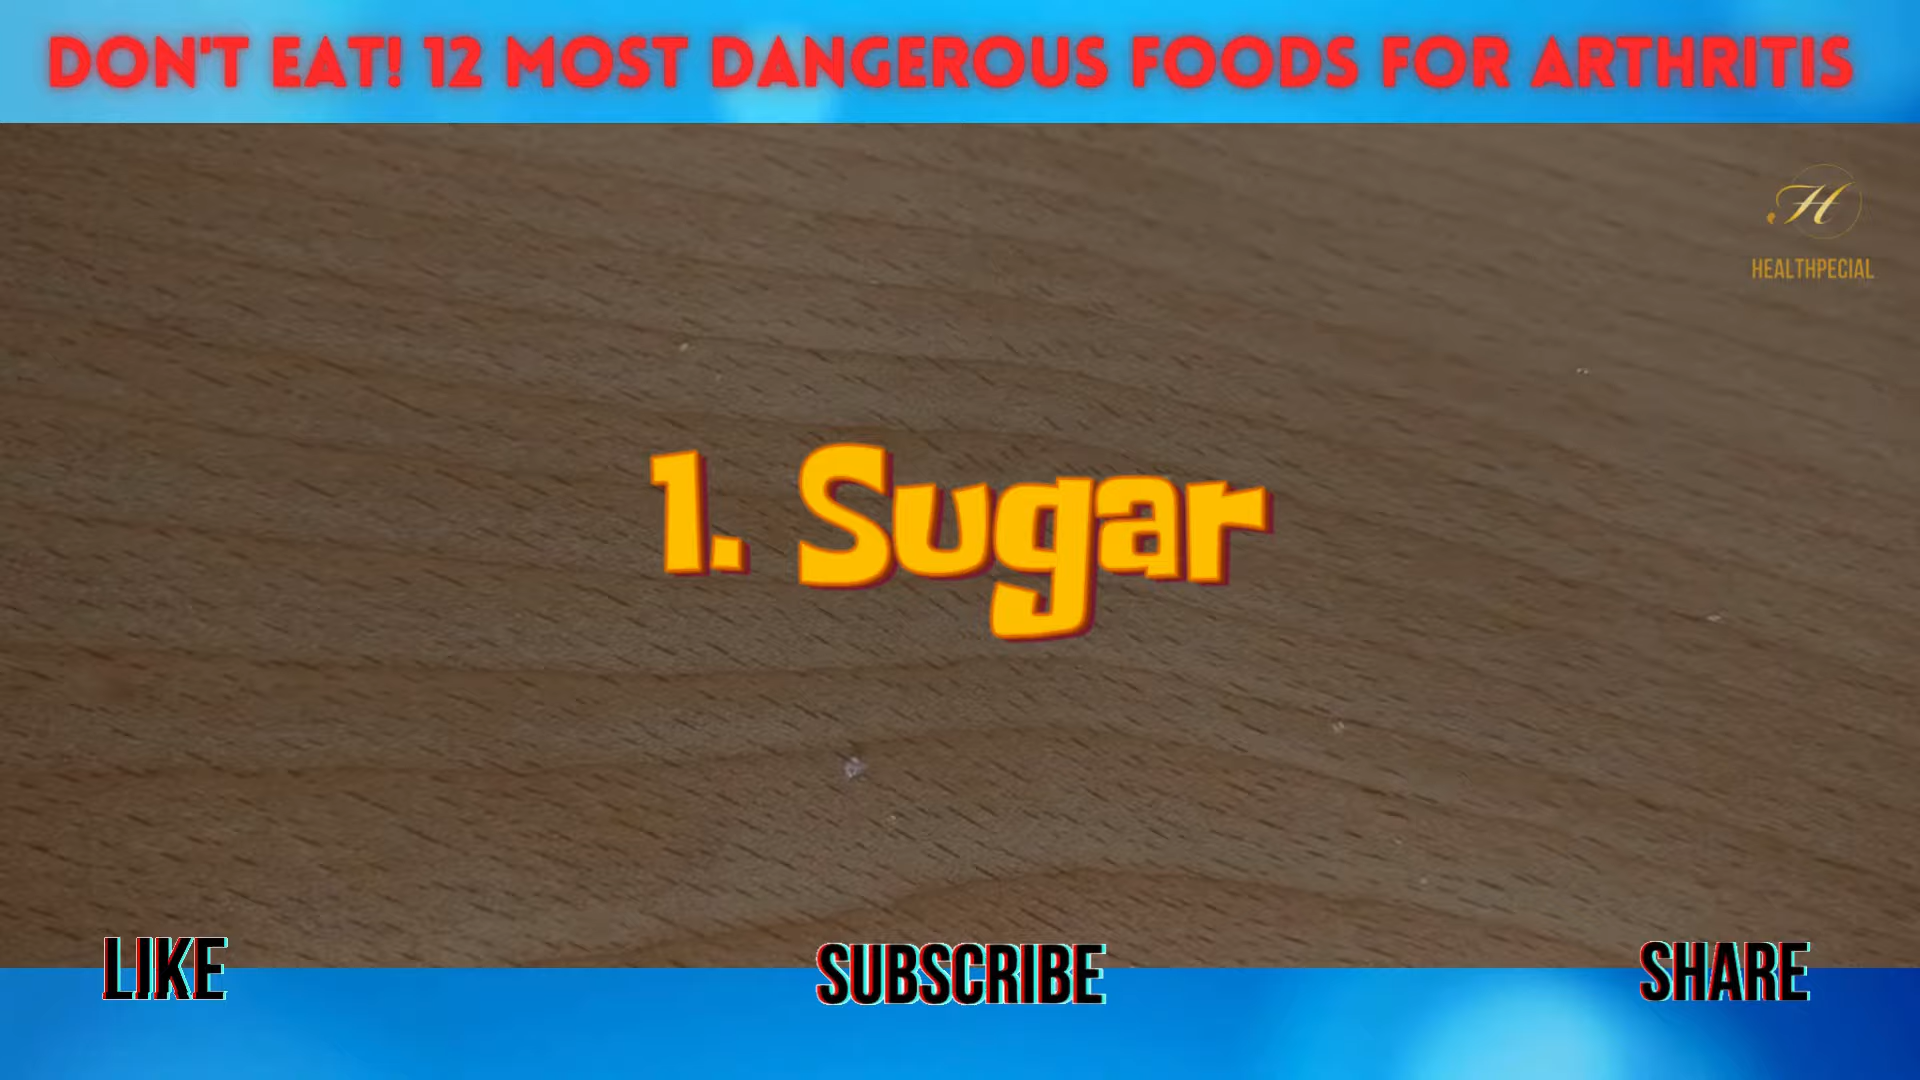 DON'T EAT! 12 MOST DANGEROUS FOODS FOR ARTHRITIS
H
HEALTHPECIAL
1. Sugar
LIKE
SUBSCRIBE
SHARE